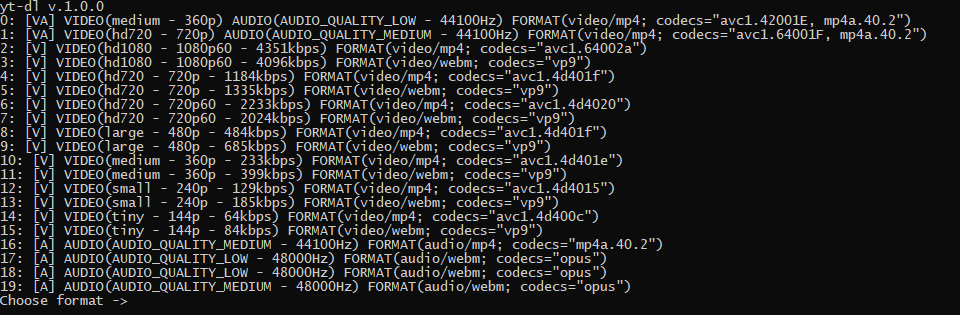 yt-dl v.1.0.0
0: [VA] VIDEO(medium - 360p) AUDIO(AUDIO_QUALITY_LOW - 44100Hz) FORMAT(video/mp4; codecs="avc1.42001E, mp4a.40.2")
1: [VA] VIDEO(hd720 - 720p) AUDIO(AUDIO_QUALITY_MEDIUM - 44100Hz) FORMAT(video/mp4; codecs="avc1.64001F, mp4a.40.2")
2: [V] VIDEO(hd1080 - 1080p60 - 4351kbps) FORMAT(video/mp4; codecs="avc1.64002a")
3: [V] VIDEO(hd1080 - 1080p60 - 4096kbps) FORMAT(video/webm; codecs="vp9")
4: [V] VIDEO(hd720 - 720p - 1184kbps) FORMAT(video/mp4; codecs="avc1.4d401f")
5: [V] VIDEO(hd720 - 720p - 1335kbps) FORMAT(video/webm; codecs="vp9")
6: [V] VIDEO(hd720 - 720p60 - 2233kbps) FORMAT(video/mp4; codecs="avc1.4d4020")
7: [V] VIDEO(hd720 - 720p60 - 2024kbps) FORMAT(video/webm; codecs="vp9")
8: [V] VIDEO(large - 480p - 484kbps) FORMAT(video/mp4; codecs="avc1.4d401f")
9: [V] VIDEO(large - 480p - 685kbps) FORMAT(video/webm; codecs="vp9")
10: [V] VIDEO(medium - 360p - 233kbps) FORMAT(video/mp4; codecs="avc1.4d401e")
11: [V] VIDEO(medium - 360p - 399kbps) FORMAT(video/webm; codecs="vp9")
12: [V] VIDEO(small - 240p - 129kbps) FORMAT(video/mp4; codecs="avc1.4d4015")
13: [V] VIDEO(small - 240p - 185kbps) FORMAT(video/webm; codecs="vp9")
14: [V] VIDEO(tiny - 144p - 64kbps) FORMAT(video/mp4; codecs="avc1.4d400c")
15: [V] VIDEO(tiny - 144p - 84kbps) FORMAT(video/webm; codecs="vp9")
16: [A] AUDIO(AUDIO_QUALITY_MEDIUM - 44100Hz) FORMAT(audio/mp4; codecs="mp4a.40.2")
17: [A] AUDIO(AUDIO_QUALITY_LOW - 48000Hz) FORMAT(audio/webm; codecs="opus")
18: [A] AUDIO(AUDIO_QUALITY_LOW - 48000Hz) FORMAT(audio/webm; codecs="opus")
19: [A] AUDIO(AUDIO_QUALITY_MEDIUM - 48000Hz) FORMAT(audio/webm; codecs="opus")
Choose format ->